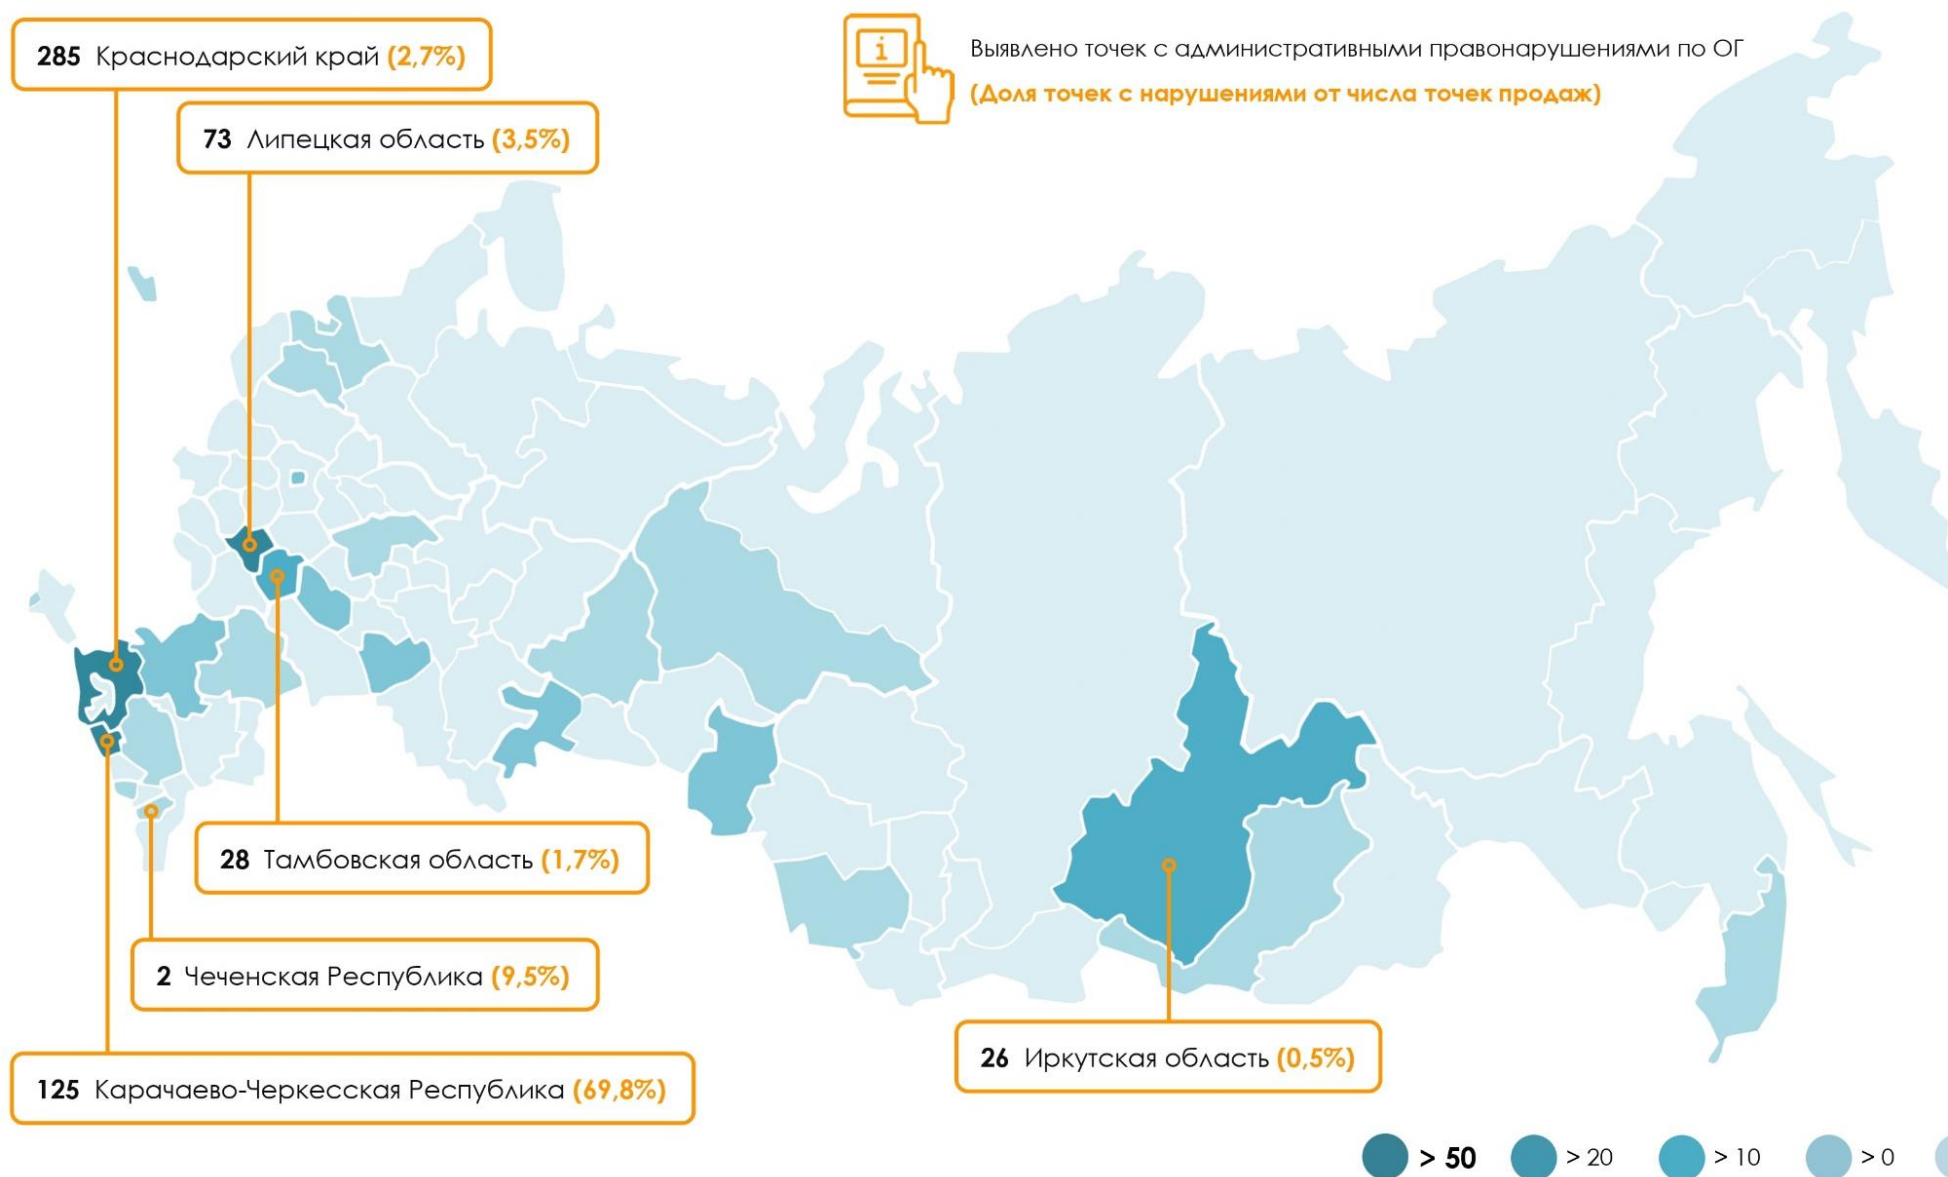 285 Краснодарский край (2,7%)
Выявлено точек с административными правонарушениями по ОГ
(Доля точек с нарушениями от числа точек продаж)
73 Липецкая область (3,5%)
28 Тамбовская область (1,7%)
2 Чеченская Республика (9,5%)
26 Иркутская область (0,5%)
125 Карачаево-Черкесская Республика (69,8%)
> 50 > 20 > 10 > 0